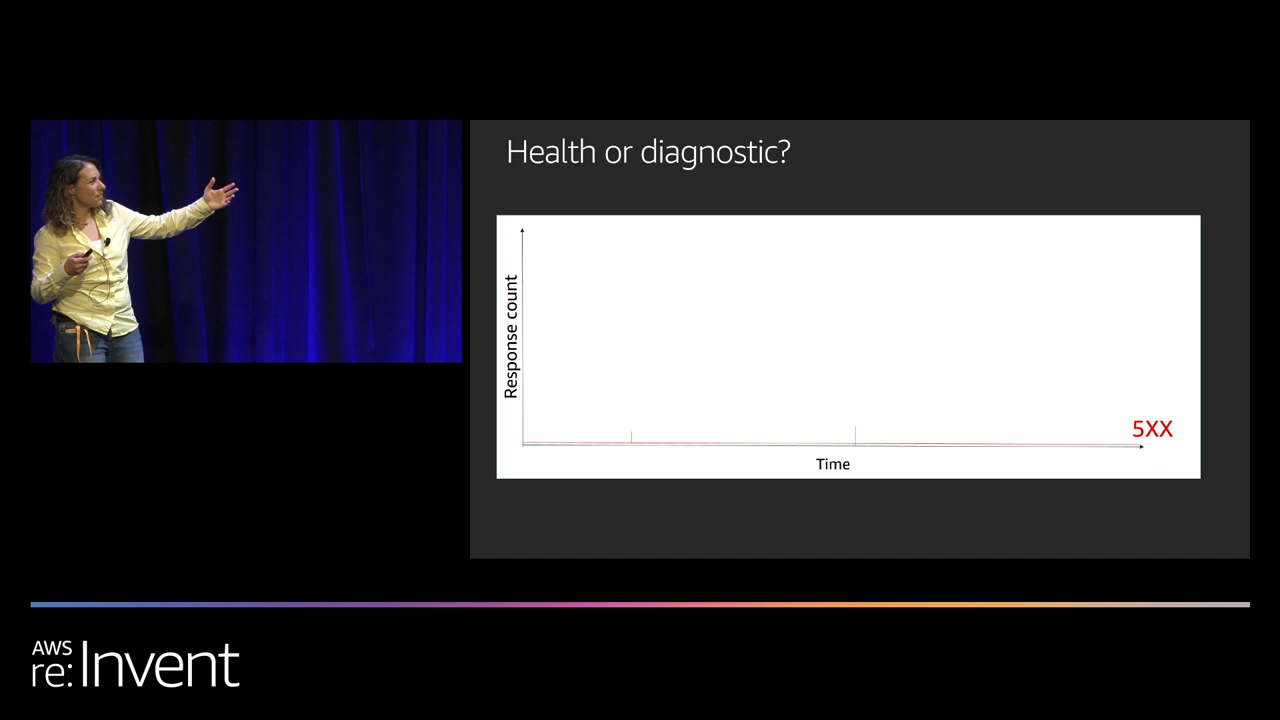 Health or diagnostic?
Response count
5XX
Time
AWS
re:Invent